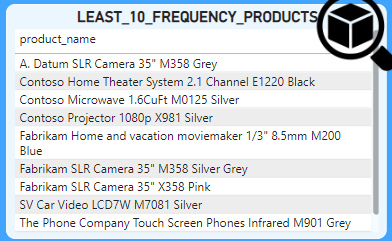 LEAST_10_FREQUENCY_PRODUCTS
product_name
A. Datum SLR Camera 35" M358 Grey
Contoso Home Theater System 2.1 Channel E1220 Black
Contoso Microwave 1.6CuFt M0125 Silver
Contoso Projector 1080p X981 Silver
Fabrikam Home and vacation moviemaker 1/3" 8.5mm M200
Blue
Fabrikam SLR Camera 35" M358 Silver Grey
Fabrikam SLR Camera 35" X358 Pink
SV Car Video LCD7W M7081 Silver
The Phone Company Touch Screen Phones Infrared M901 Grey